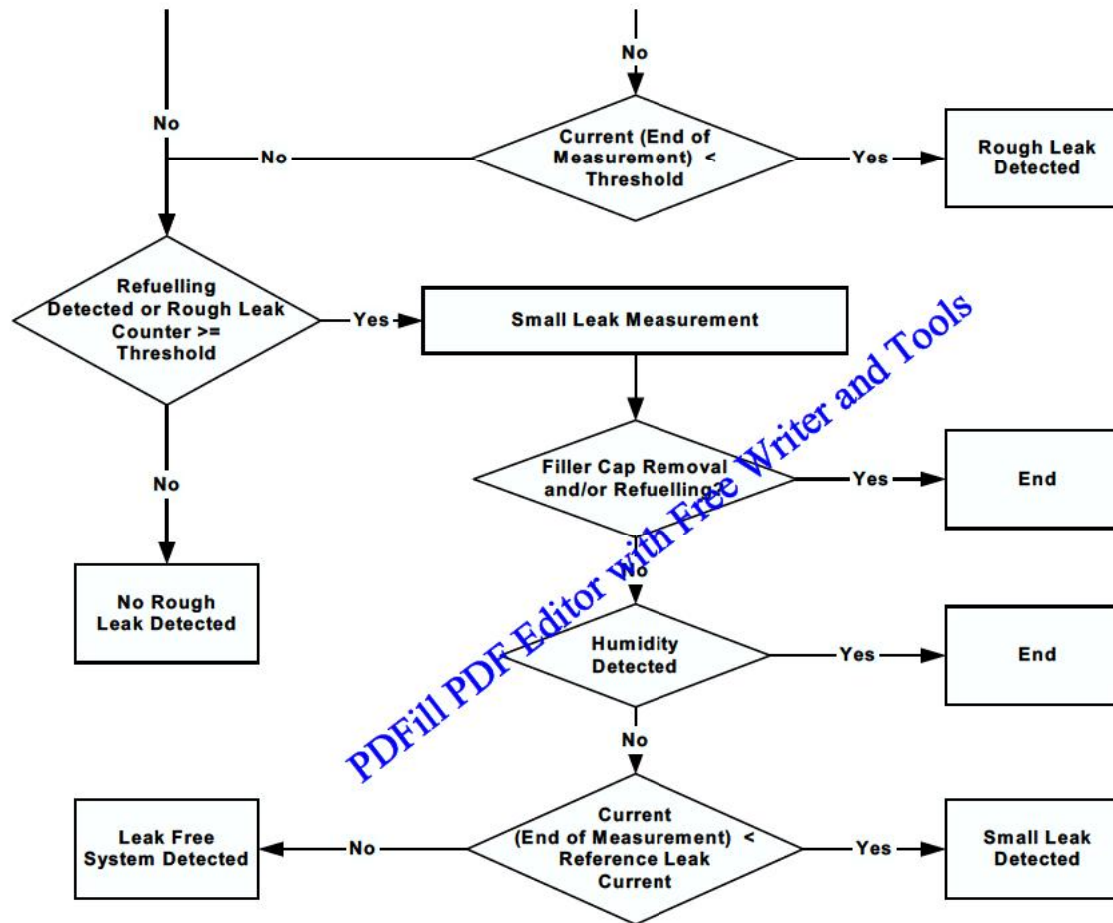 No
No
Current (End of
Measurement) <
Threshold
No
Yes
Rough Leak
Detected
Refuelling
Detected or Rough Leak
Counter >=
Threshold
Yes
Small Leak Measurement
No
No Rough
Leak Detected
Filler Cap Removal
and/or Refuelling?
Yes
End
No
Humidity
Detected
Yes
End
No
Current
(End of Measurement) <
Reference Leak
Current
No
Leak Free
System Detected
Yes
Small Leak
Detected
PDFill PDF Editor with Free Writer and Tools